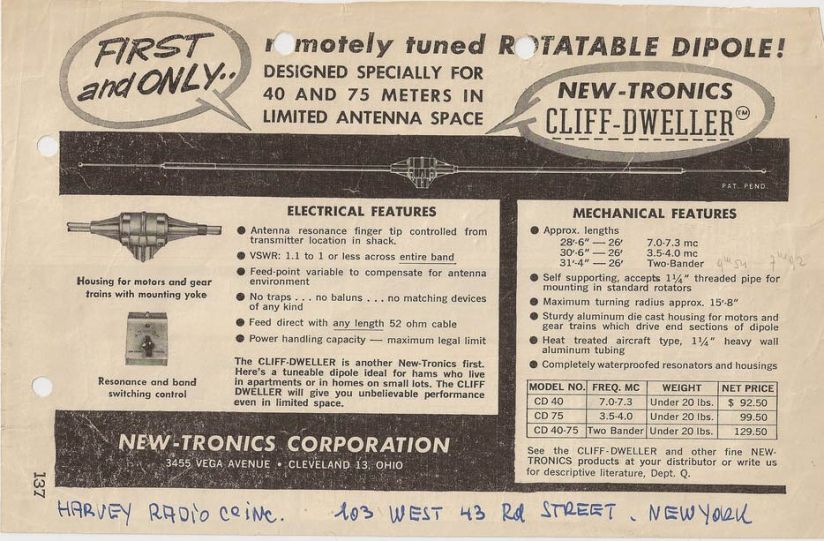 FIRST
and ONLY..
remotely tuned ROTATABLE DIPOLE!
DESIGNED SPECIALLY FOR
40 AND 75 METERS IN
LIMITED ANTENNA SPACE
NEW-TRONICS
CLIFF-DWELLER™
PAT. PEND.
Housing for motors and gear
trains with mounting yoke
Resonance and band
switching control
ELECTRICAL FEATURES
● Antenna resonance finger tip controlled from
transmitter location in shack.
● VSWR: 1.1 to 1 or less across entire band
● Feed-point variable to compensate for antenna
environment
● No traps . . . no baluns . . . no matching devices
of any kind
● Feed direct with any length 52 ohm cable
● Power handling capacity — maximum legal limit
The CLIFF-DWELLER is another New-Tronics first.
Here's a tuneable dipole ideal for hams who live
in apartments or in homes on small lots. The CLIFF
DWELLER will give you unbelievable performance
even in limited space.
MECHANICAL FEATURES
● Approx. lengths
28'-6" — 26' 7.0-7.3 mc
30'-6" — 26' 3.5-4.0 mc
31'-4" — 26' Two-Bander
● Self supporting, accepts 1¼" threaded pipe for
mounting in standard rotators
● Maximum turning radius approx. 15'-8"
● Sturdy aluminum die cast housing for motors and
gear trains which drive end sections of dipole
● Heat treated aircraft type, 1¼" heavy wall
aluminum tubing
● Completely waterproofed resonators and housings
MODEL NO. FREQ. MC WEIGHT NET PRICE
CD 40 7.0-7.3 Under 20 lbs. $ 92.50
CD 75 3.5-4.0 Under 20 lbs. 99.50
CD 40-75 Two Bander Under 20 lbs. 129.50
See the CLIFF-DWELLER and other fine NEW-
TRONICS products at your distributor or write us
for descriptive literature, Dept. Q.
NEW-TRONICS CORPORATION
3455 VEGA AVENUE • CLEVELAND 13, OHIO
137
HARVEY RADIO CO INC. 103 WEST 43 Rd STREET. NEW YORK